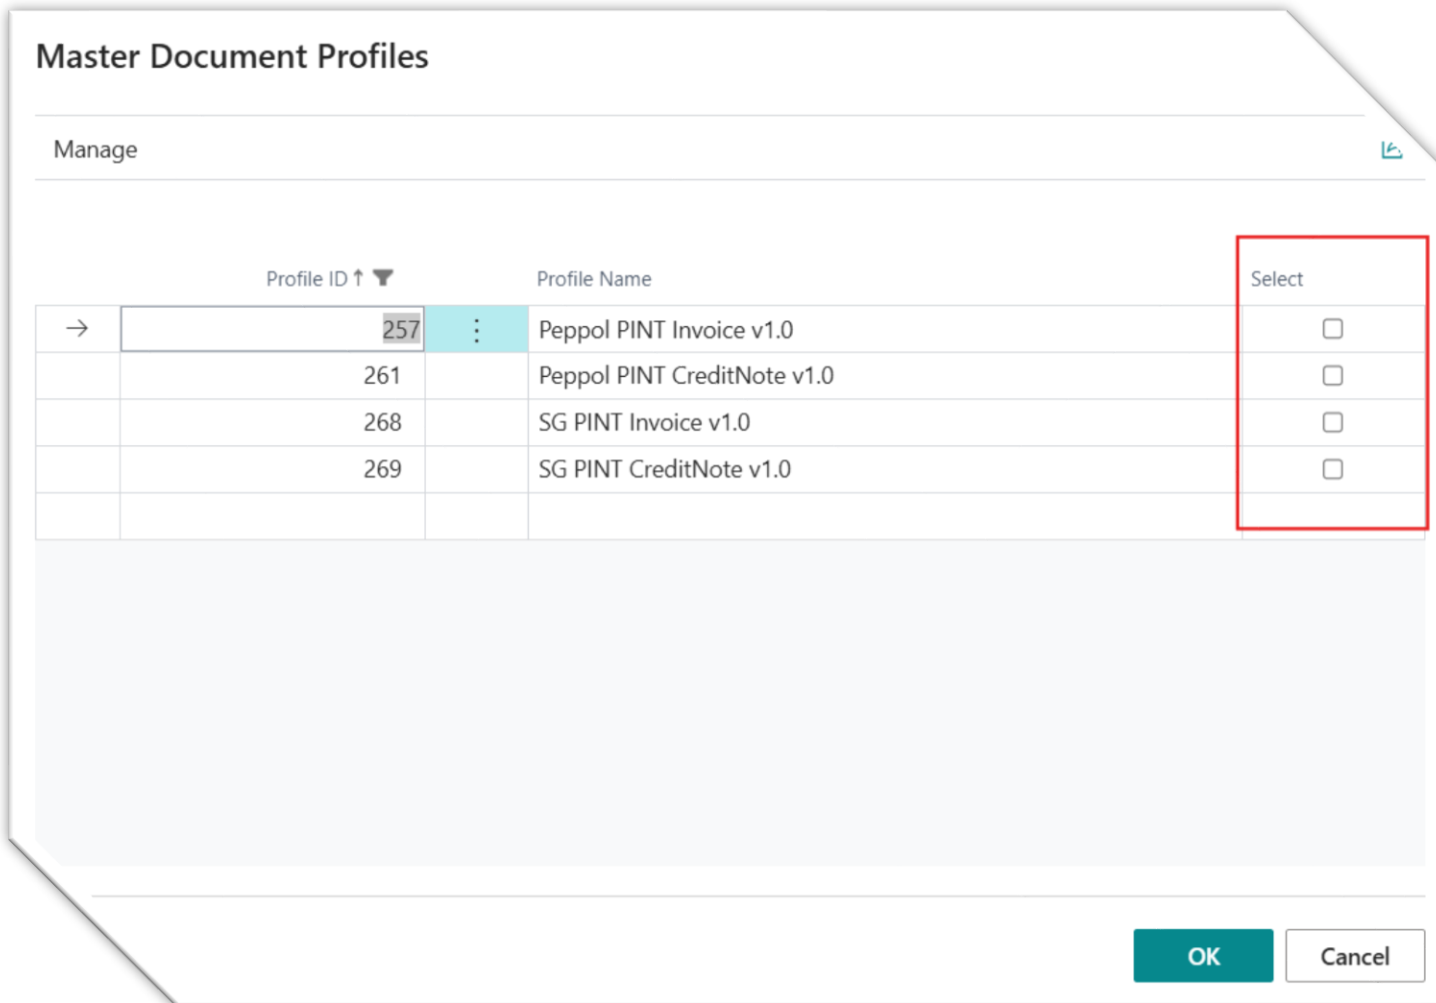 Master Document Profiles
Manage
Profile ID↑ Profile Name Select
→ 257 ⋮ Peppol PINT Invoice v1.0
261 Peppol PINT CreditNote v1.0
268 SG PINT Invoice v1.0
269 SG PINT CreditNote v1.0
OK Cancel